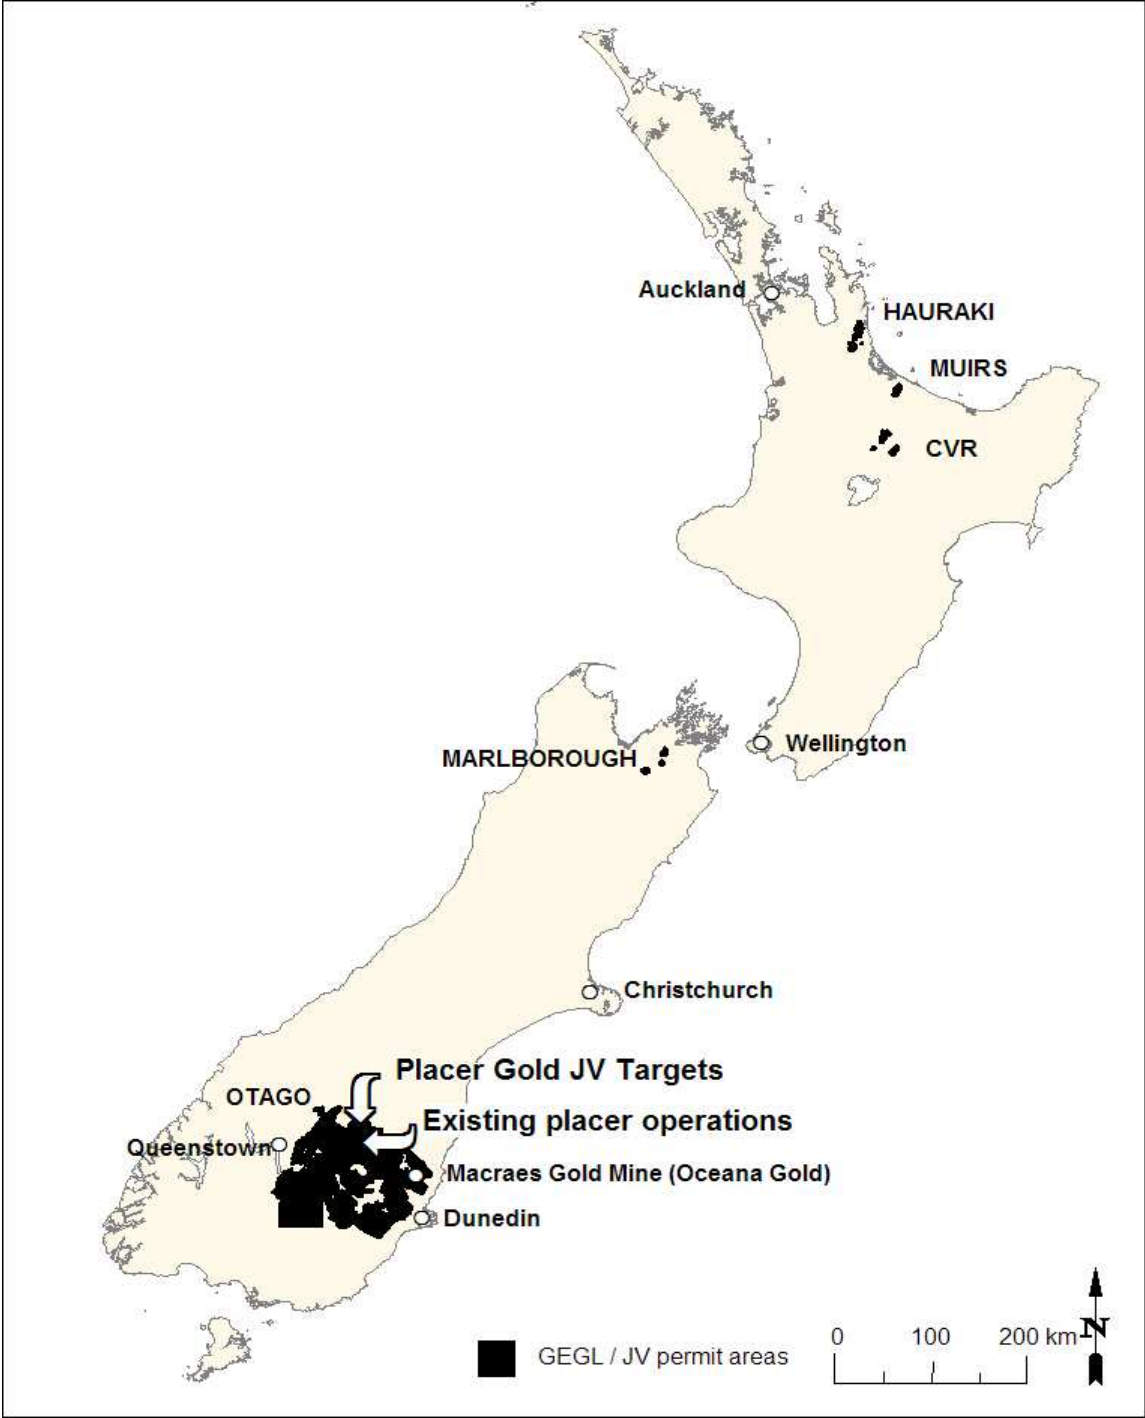 Auckland
HAURAKI
MUIRS
CVR
Wellington
MARLBOROUGH
Christchurch
Placer Gold JV Targets
OTAGO
Existing placer operations
Queenstown
Macraes Gold Mine (Oceana Gold)
Dunedin
0 100 200 km
N
GEGL / JV permit areas